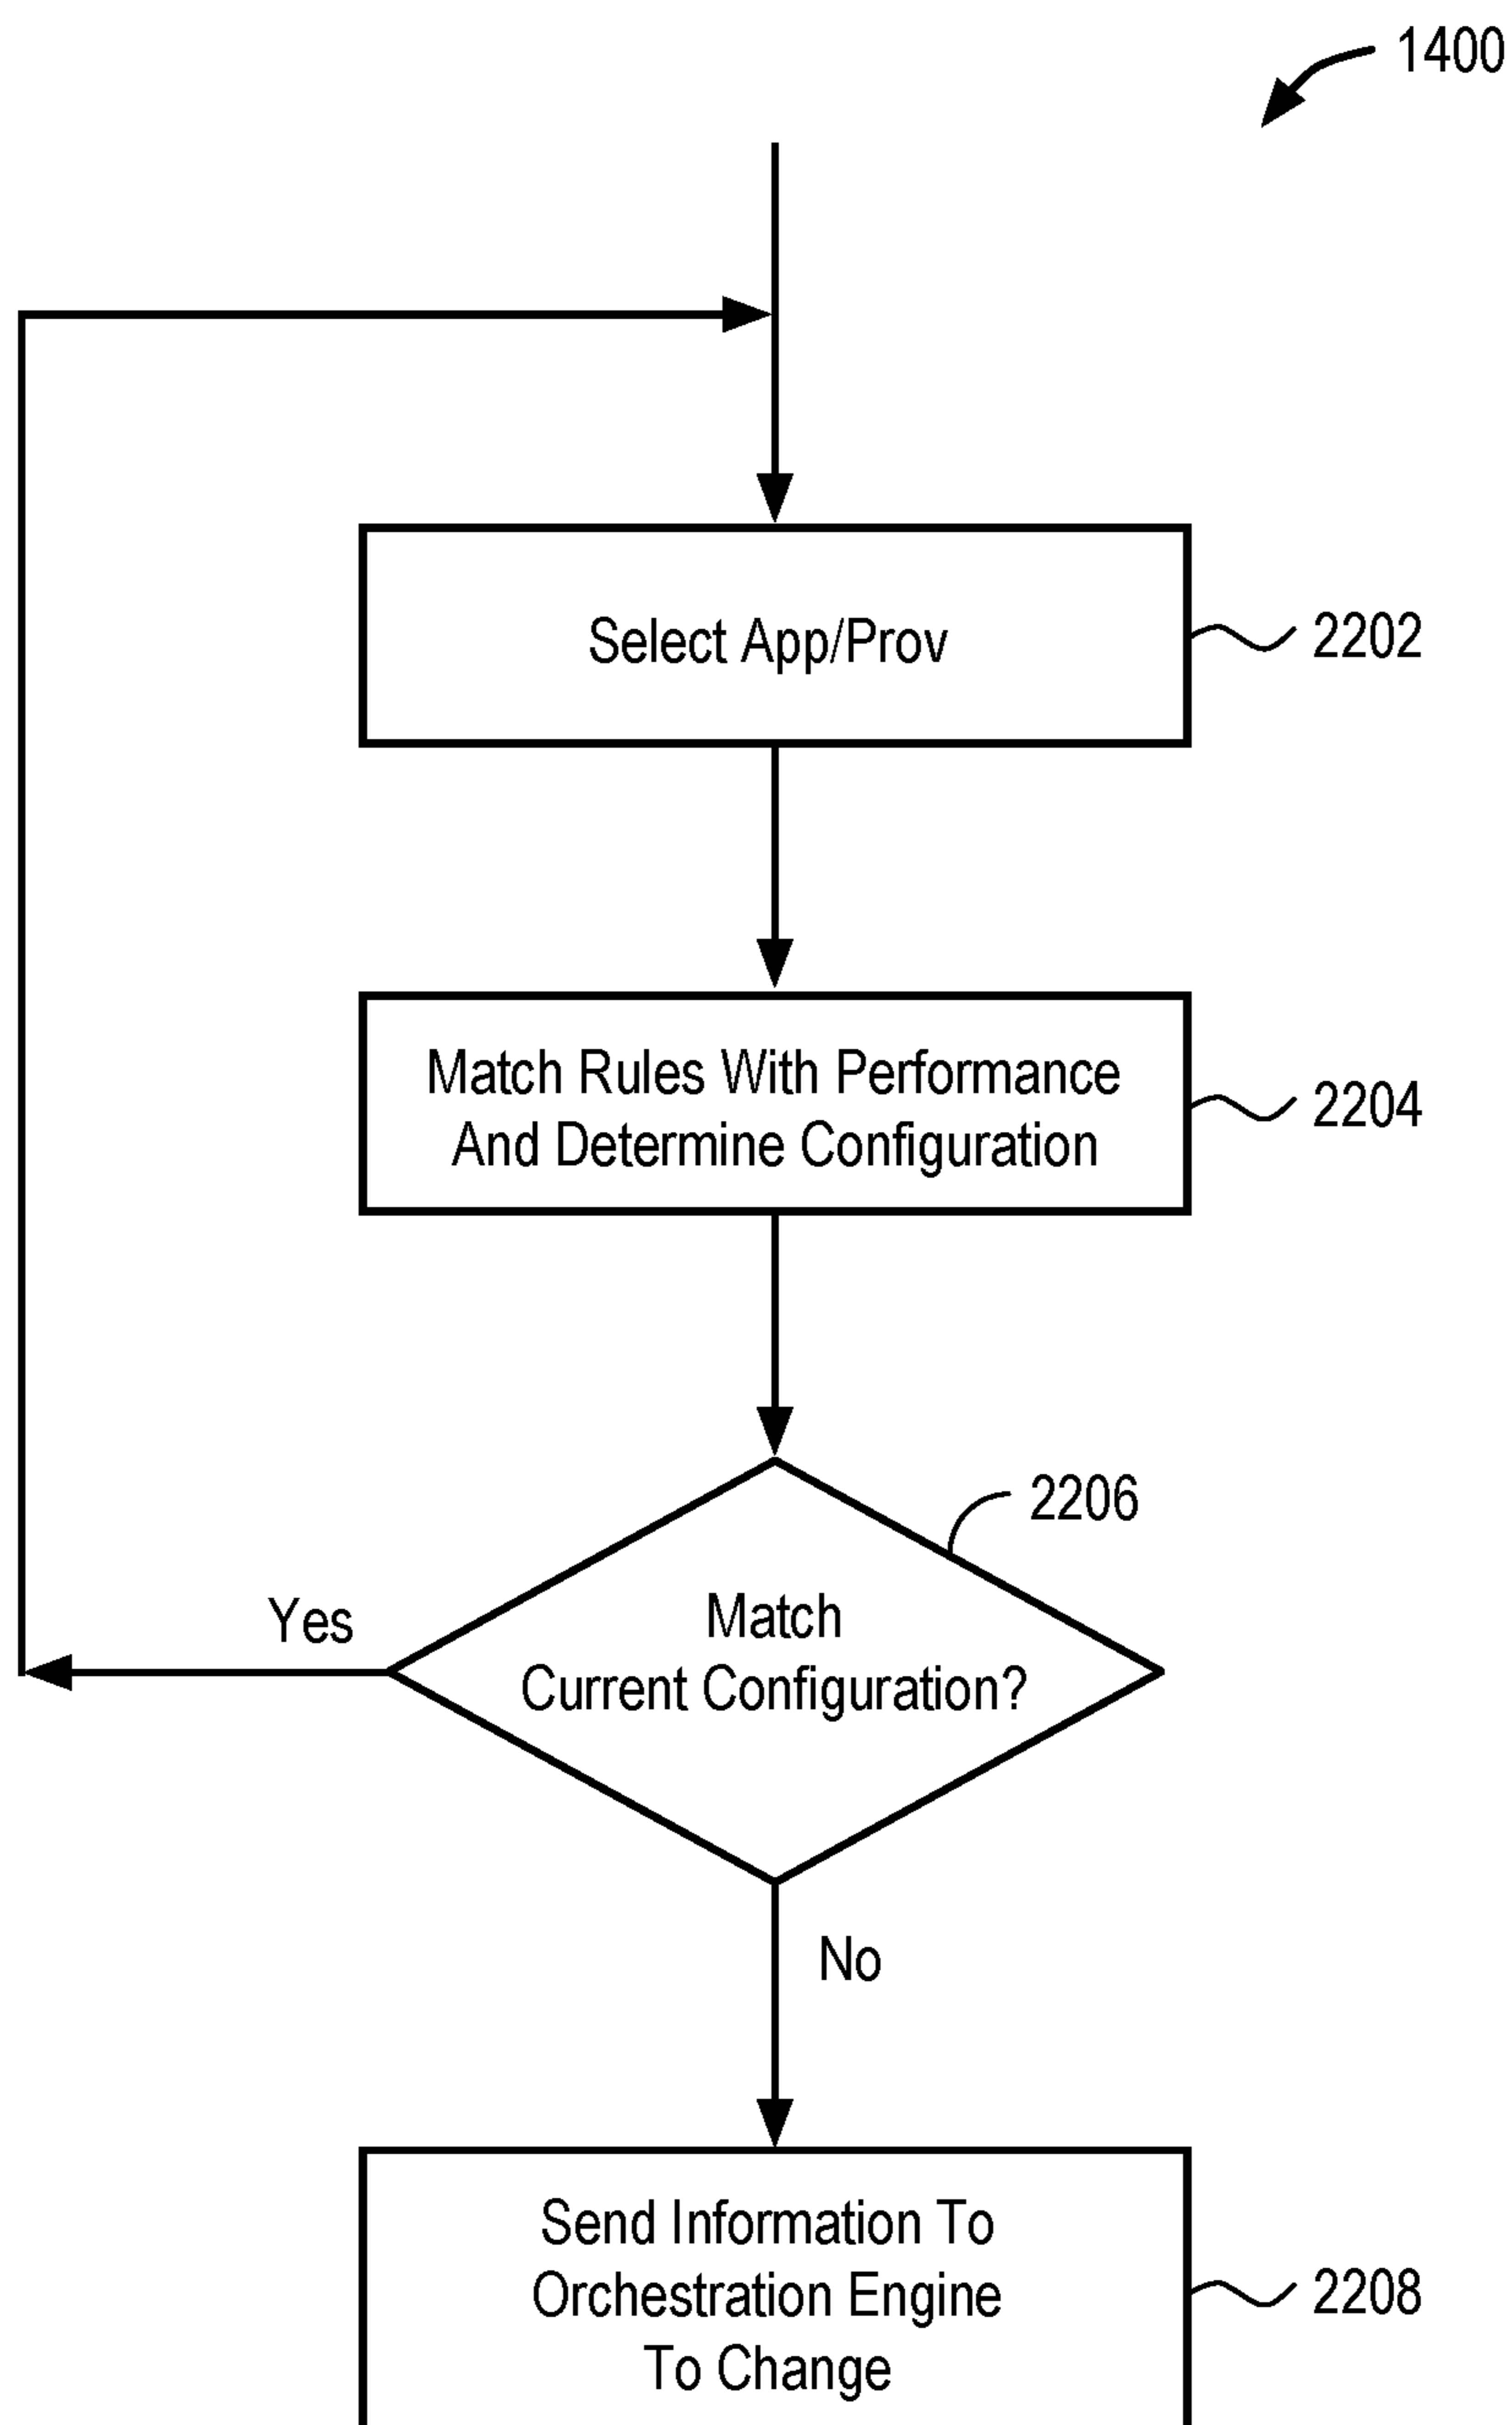 1400
Select App/Prov
2202
Match Rules With Performance
And Determine Configuration
2204
2206
Match
Current Configuration?
Yes
No
Send Information To
Orchestration Engine
To Change
2208